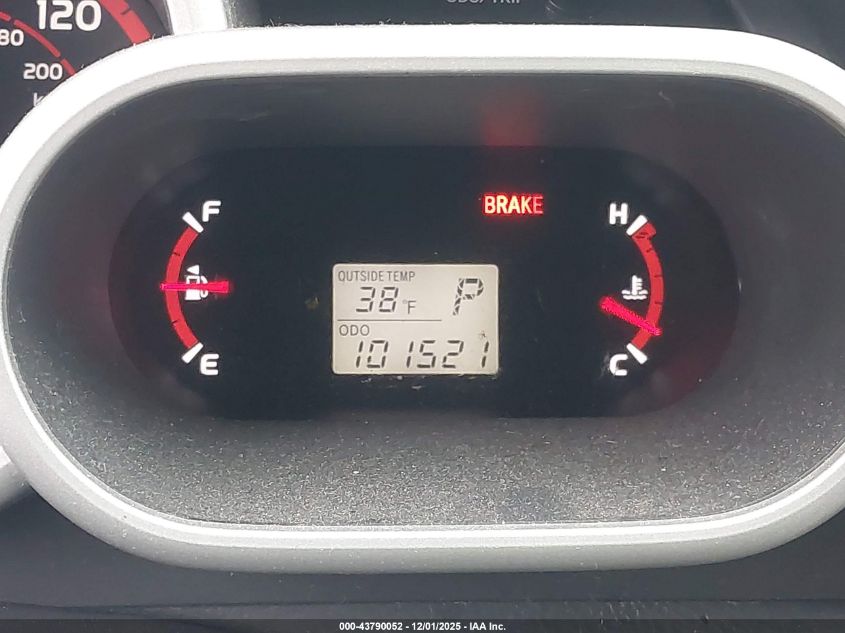 120
80
200
F
BRAKE
H
OUTSIDE TEMP
38°F P
ODO
101521
E
C
000-43790052 - 12/01/2025 - IAA Inc.